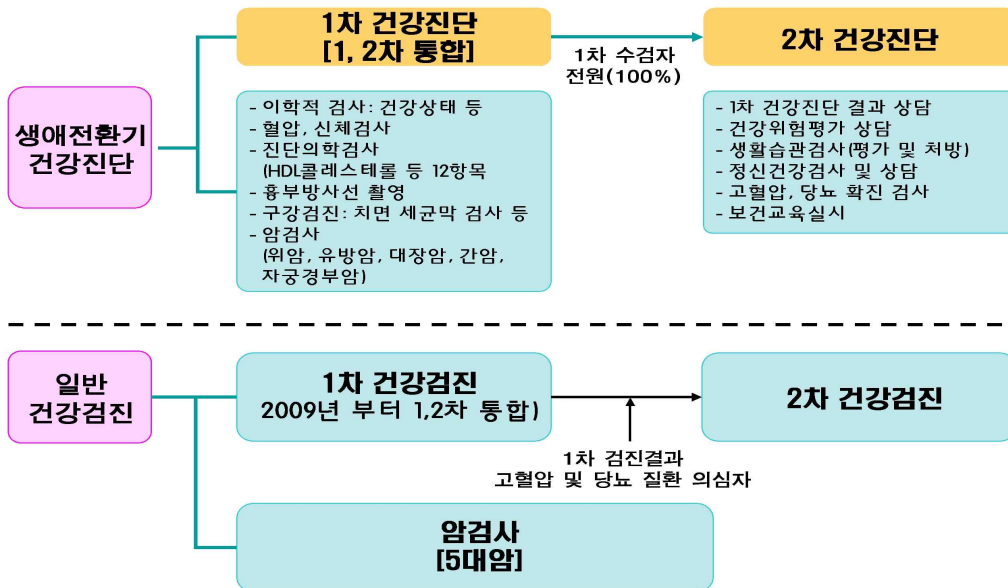 생애전환기
건강진단
1차 건강진단
[1, 2차 통합]
1차 수검자
전원(100%)
2차 건강진단
- 이학적 검사: 건강상태 등
- 혈압, 신체검사
- 진단의학검사
(HDL콜레스테롤 등 12항목
- 흉부방사선 촬영
- 구강검진: 치면 세균막 검사 등
- 암검사
(위암, 유방암, 대장암, 간암,
자궁경부암)
- 1차 건강진단 결과 상담
- 건강위험평가 상담
- 생활습관검사(평가 및 처방)
- 정신건강검사 및 상담
- 고혈압, 당뇨 확진 검사
- 보건교육실시
일반
건강검진
1차 건강검진
2009년 부터 1,2차 통합)
1차 검진결과
고혈압 및 당뇨 질환 의심자
2차 건강검진
암검사
[5대암]